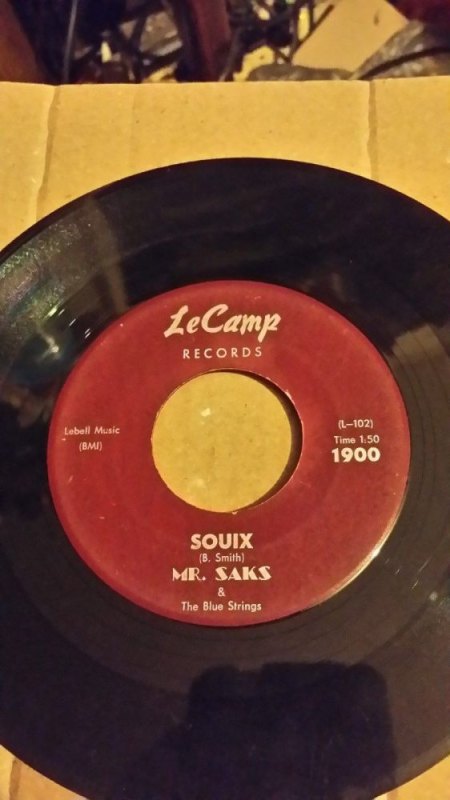 LeCamp
RECORDS
Lebell Music
(BMI)
(L-102)
Time 1:50
1900
SOUIX
(B. Smith)
MR. SAKS
&
The Blue Strings